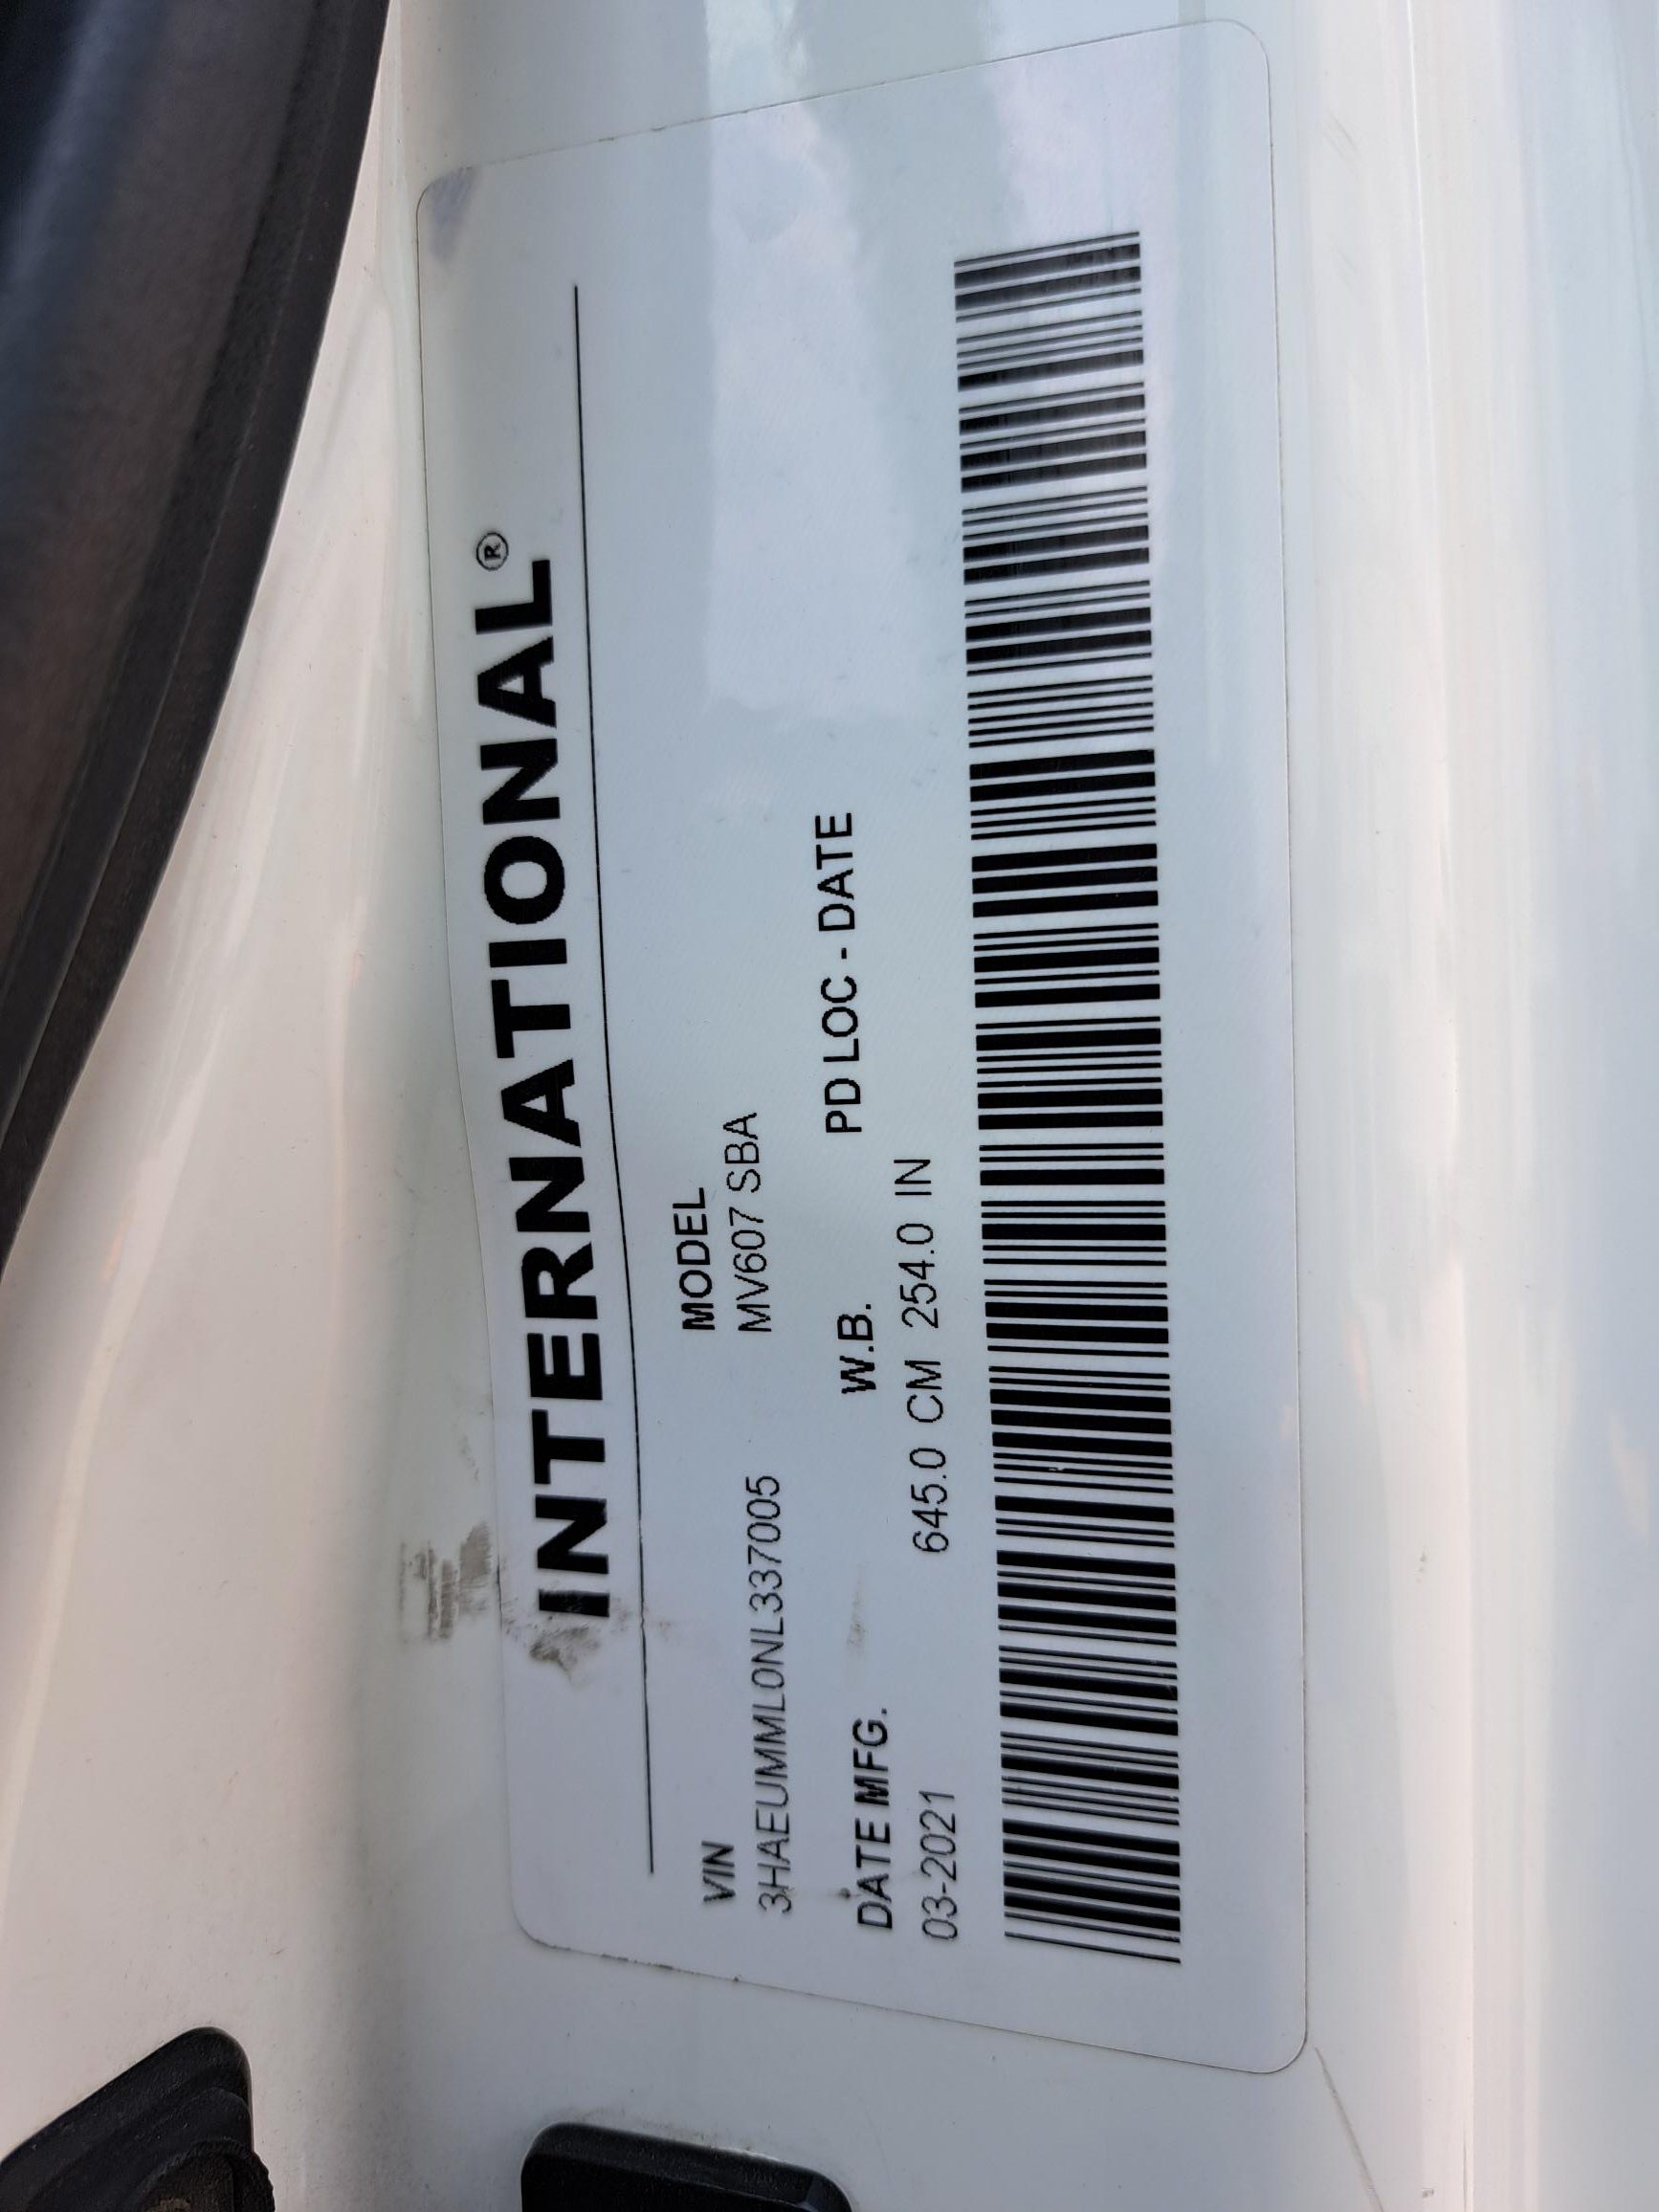 INTERNATIONAL®
VIN MODEL
3HAEUMML0NL337005 MV607 SBA
DATE MFG. W.B. PD LOC - DATE
03-2021 645.0 CM 254.0 IN